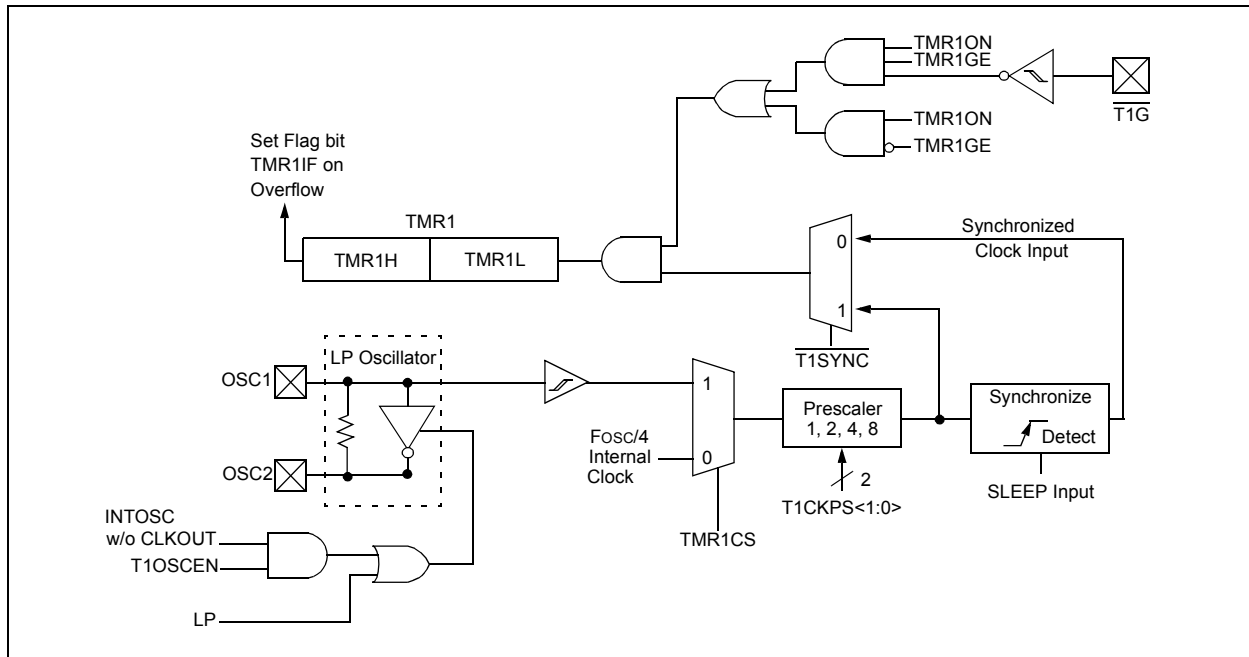 TMR1ON
TMR1GE
T1G
TMR1ON
TMR1GE
Set Flag bit
TMR1IF on
Overflow
TMR1
TMR1H
TMR1L
0
1
T1SYNC
Synchronized
Clock Input
LP Oscillator
OSC1
OSC2
1
0
FOSC/4
Internal
Clock
TMR1CS
Prescaler
1, 2, 4, 8
2
T1CKPS<1:0>
Synchronize
Detect
SLEEP Input
INTOSC
w/o CLKOUT
T1OSCEN
LP